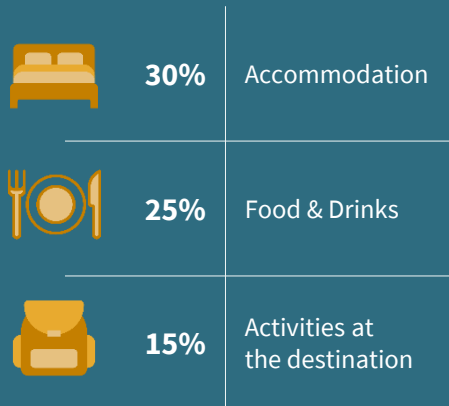 30% Accommodation
25% Food & Drinks
15% Activities at
the destination